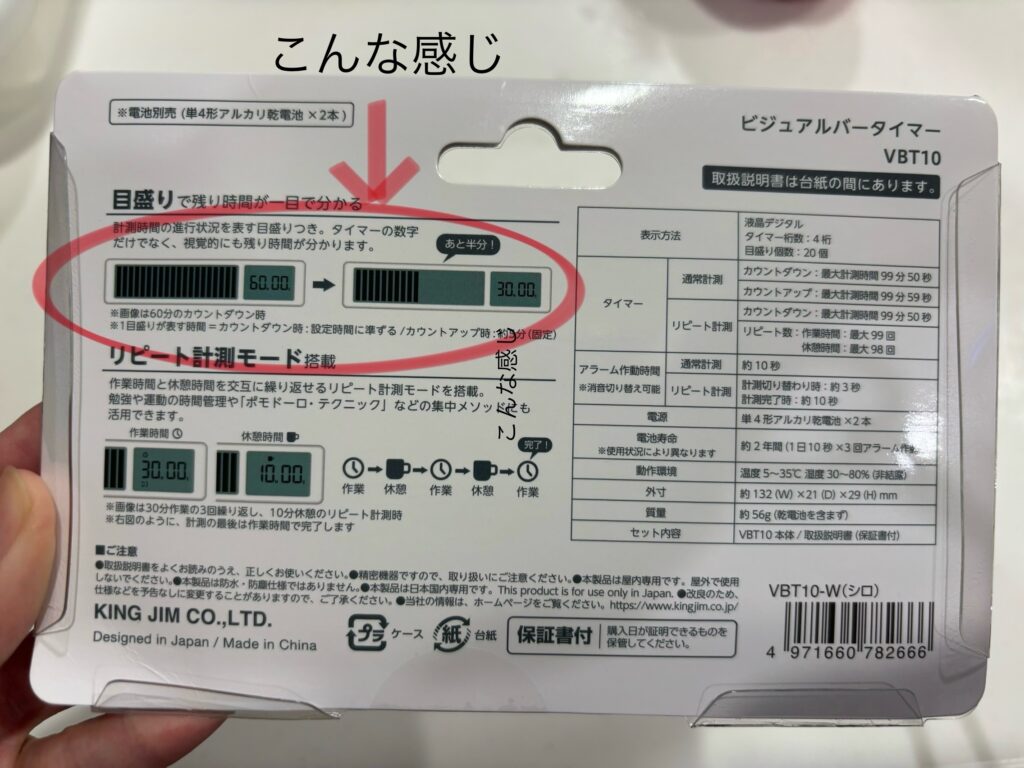 こんな感じ
※電池別売(単4形アルカリ乾電池×2本)
ビジュアルバータイマー
VBT10
取扱説明書は台紙の間にあります。
目盛りで残り時間が一目で分かる
計測時間の進行状況を表す目盛りつき。タイマーの数字
だけでなく、視覚的にも残り時間が分かります。
あと半分!
60.00.
30.00.
※画像は60分のカウントダウン時
※1目盛りが表す時間=カウントダウン時:設定時間に準ずる/カウントアップ時:約5分(固定)
こんな感じ
リピート計測モード搭載
作業時間と休憩時間を交互に繰り返せるリピート計測モードを搭載。
勉強や運動の時間管理や「ポモドーロ・テクニック」などの集中メソッドにも
活用できます。
作業時間
休憩時間
30.00.
10.00.
完了!
作業 休憩 作業 休憩 作業
※画像は30分作業の3回繰り返し、10分休憩のリピート計測時
※右図のように、計測の最後は作業時間で完了します
表示方法
液晶デジタル
タイマー桁数:4桁
目盛り個数:20個
タイマー
通常計測
カウントダウン:最大計測時間99分50秒
カウントアップ:最大計測時間99分59秒
リピート計測
カウントダウン:最大計測時間99分50秒
リピート数:作業時間:最大99回
休憩時間:最大98回
アラーム作動時間
※消音切り替え可能
通常計測
約10秒
リピート計測
計測切り替わり時:約3秒
計測完了時:約10秒
電源
単4形アルカリ乾電池×2本
電池寿命
※使用状況により異なります
約2年間(1日10秒×3回アラーム作動
動作環境
温度5~35℃ 湿度30~80%(非結露)
外寸
約132(W)×21(D)×29(H)mm
質量
約56g(乾電池を含まず)
セット内容
VBT10本体/取扱説明書(保証書付)
■ご注意
●取扱説明書をよくお読みのうえ、正しくお使いください。●精密機器ですので、取り扱いにご注意ください。●本製品は屋内専用です。屋外で使用
しないでください。●本製品は防水・防塵仕様ではありません。●本製品は日本国内専用です。This product is for use only in Japan. ●改良のため、
仕様などを予告なしに変更することがありますので、ご了承ください。●当社の情報は、ホームページをご覧ください。https://www.kingjim.co.jp/
KING JIM CO.,LTD.
Designed in Japan / Made in China
プラ ケース
紙 台紙
保証書付 購入日が証明できるものを
保管してください。
VBT10-W(シロ)
4 971660 782666